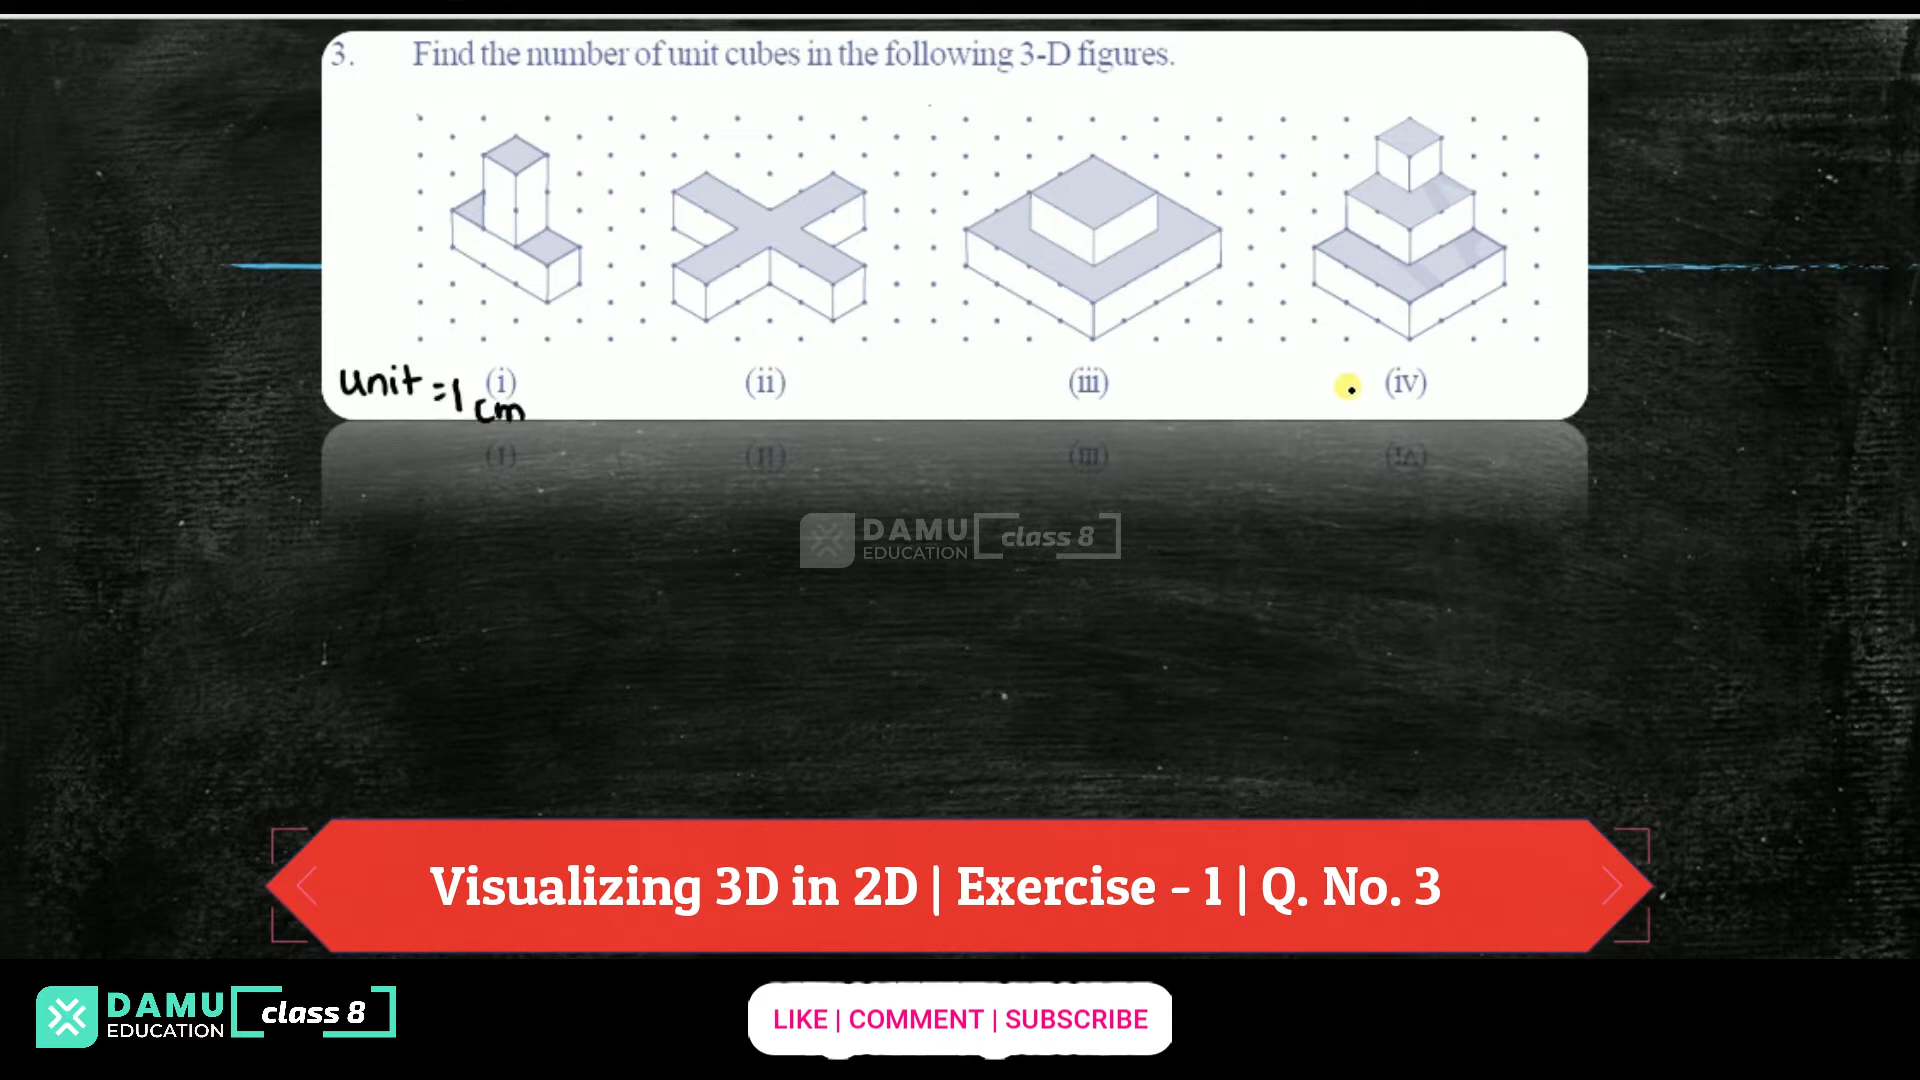 3. Find the number of unit cubes in the following 3-D figures.
unit = 1 cm
(i) (ii) (iii) (iv)
DAMU EDUCATION class 8
Visualizing 3D in 2D | Exercise - 1 | Q. No. 3
DAMU EDUCATION class 8
LIKE | COMMENT | SUBSCRIBE